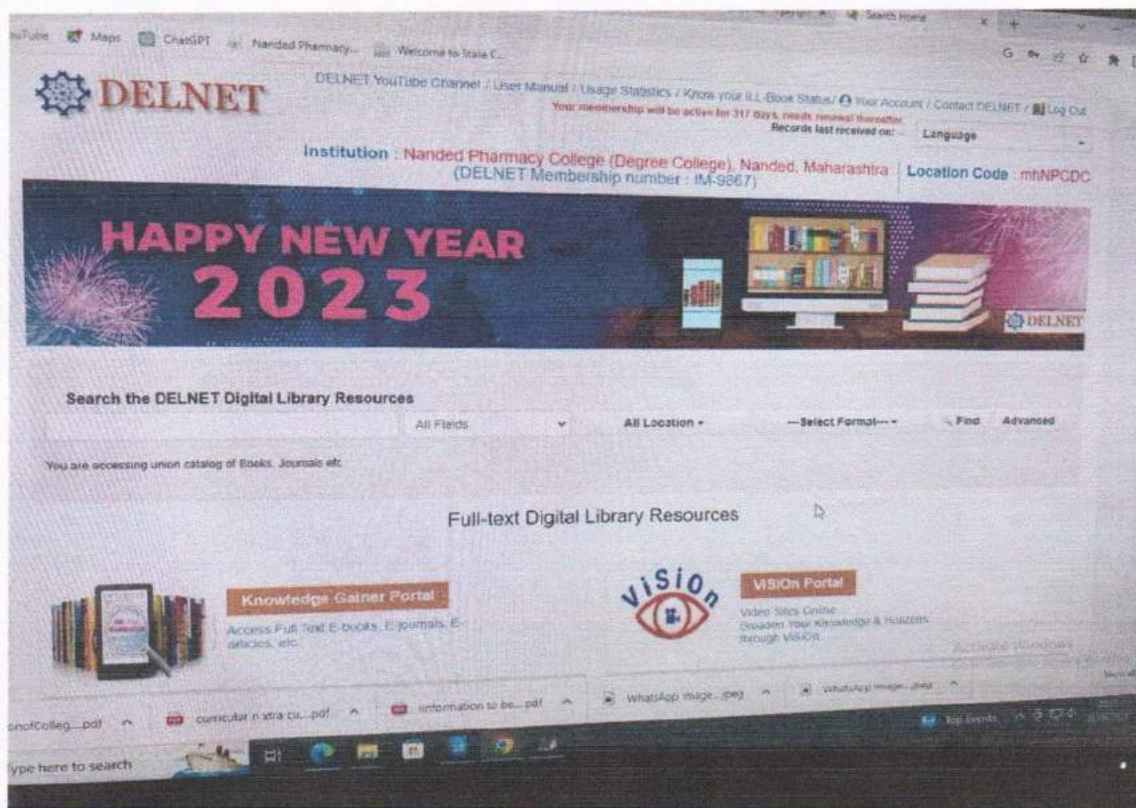 Search Home
Maps ChatGPT Nanded Pharmacy... Welcome to State C...
DELNET
DELNET YouTube Channel / User Manual / Usage Statistics / Know your ILL-Book Status/ Your Account / Contact DELNET / Log Out
Your membership will be active for 317 days, needs renewal thereafter.
Records last received on: Language
Institution : Nanded Pharmacy College (Degree College), Nanded, Maharashtra Location Code : mhNPCDC
(DELNET Membership number : IM-9867)
HAPPY NEW YEAR
2023
DELNET
Search the DELNET Digital Library Resources
All Fields All Location ---Select Format--- Find Advanced
You are accessing union catalog of Books, Journals etc
Full-text Digital Library Resources
Knowledge Gainer Portal
Access Full Text E-books, E-journals, E-
articles, etc.
ViSiOn
ViSiOn Portal
Video Sites Online
Broaden Your Knowledge & Horizons
through ViSiOn
Activate Windows
...pdf curricular n xtra cu...pdf information to be...pdf WhatsApp Image...jpeg WhatsApp Image...jpeg
Type here to search
Top Events